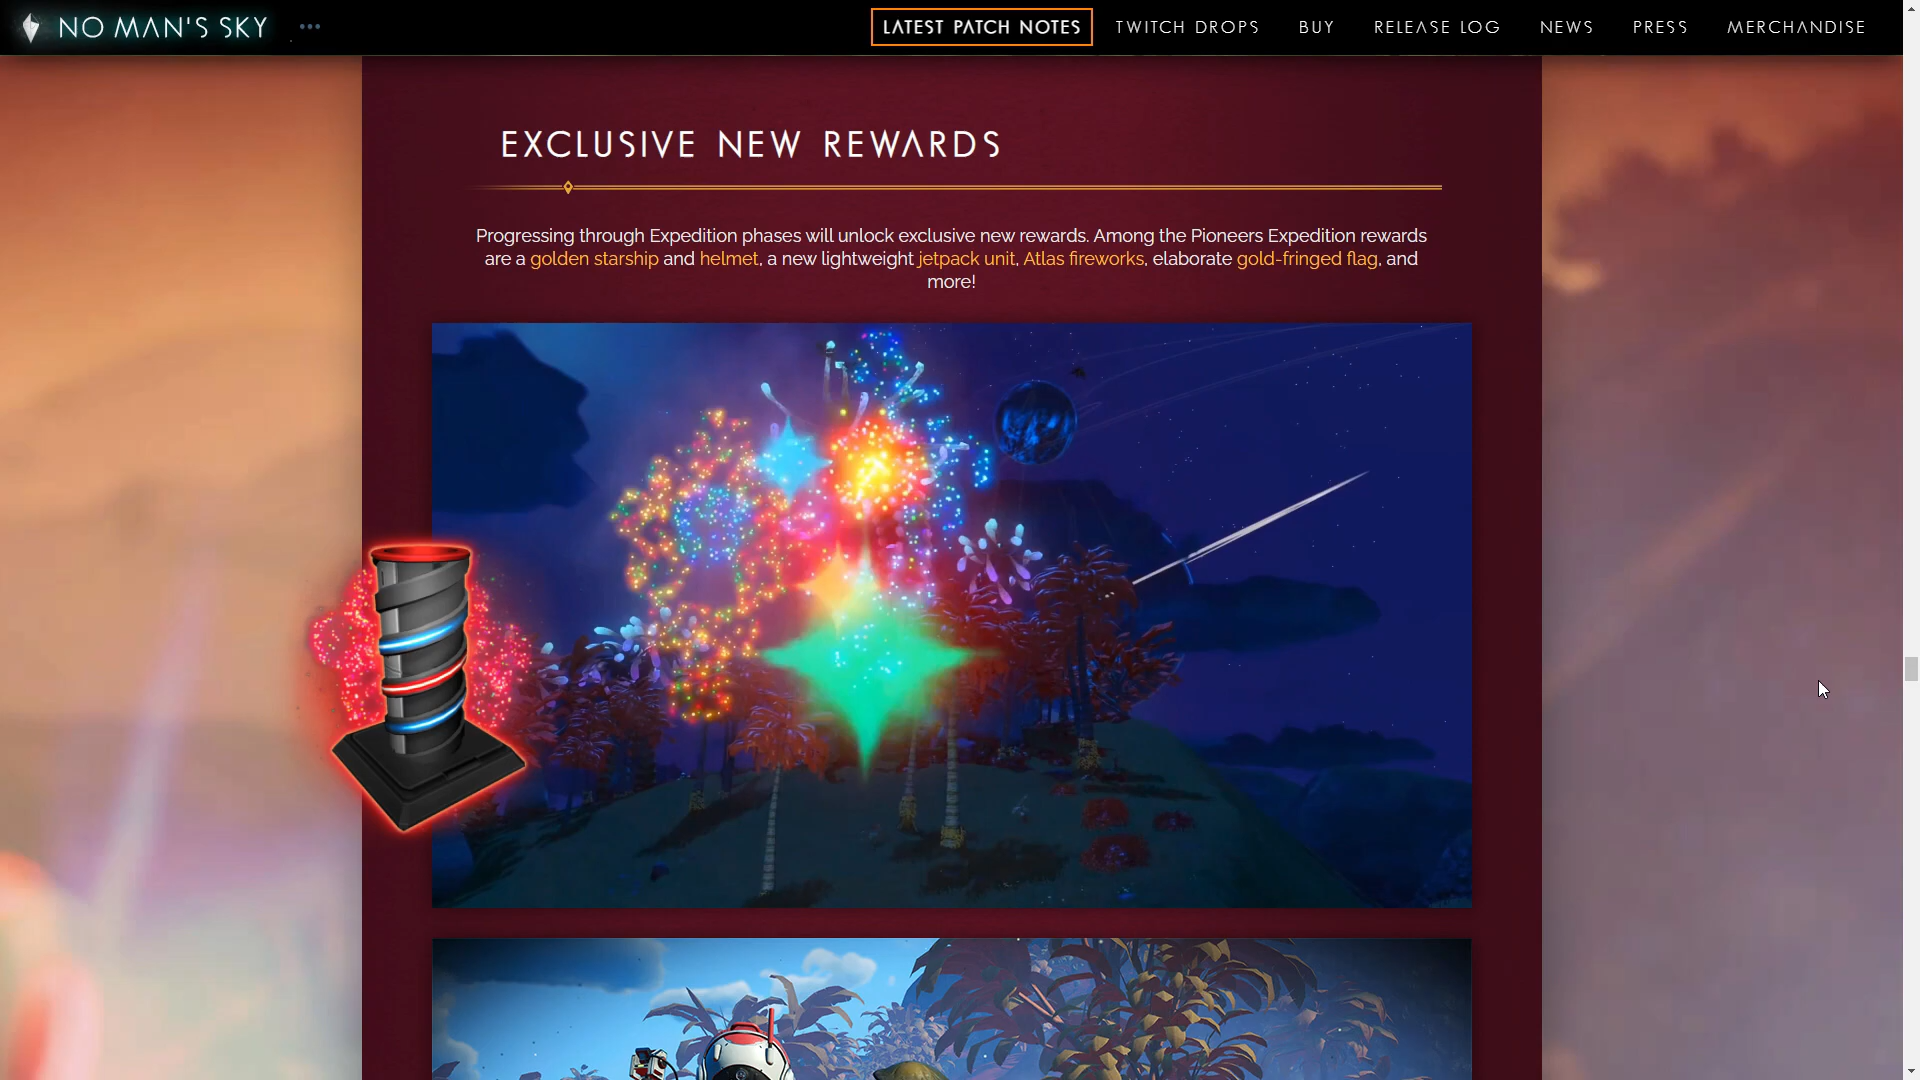 NO MAN'S SKY
LATEST PATCH NOTES
TWITCH DROPS
BUY
RELEASE LOG
NEWS
PRESS
MERCHANDISE
EXCLUSIVE NEW REWARDS
Progressing through Expedition phases will unlock exclusive new rewards. Among the Pioneers Expedition rewards
are a golden starship and helmet, a new lightweight jetpack unit, Atlas fireworks, elaborate gold-fringed flag, and
more!